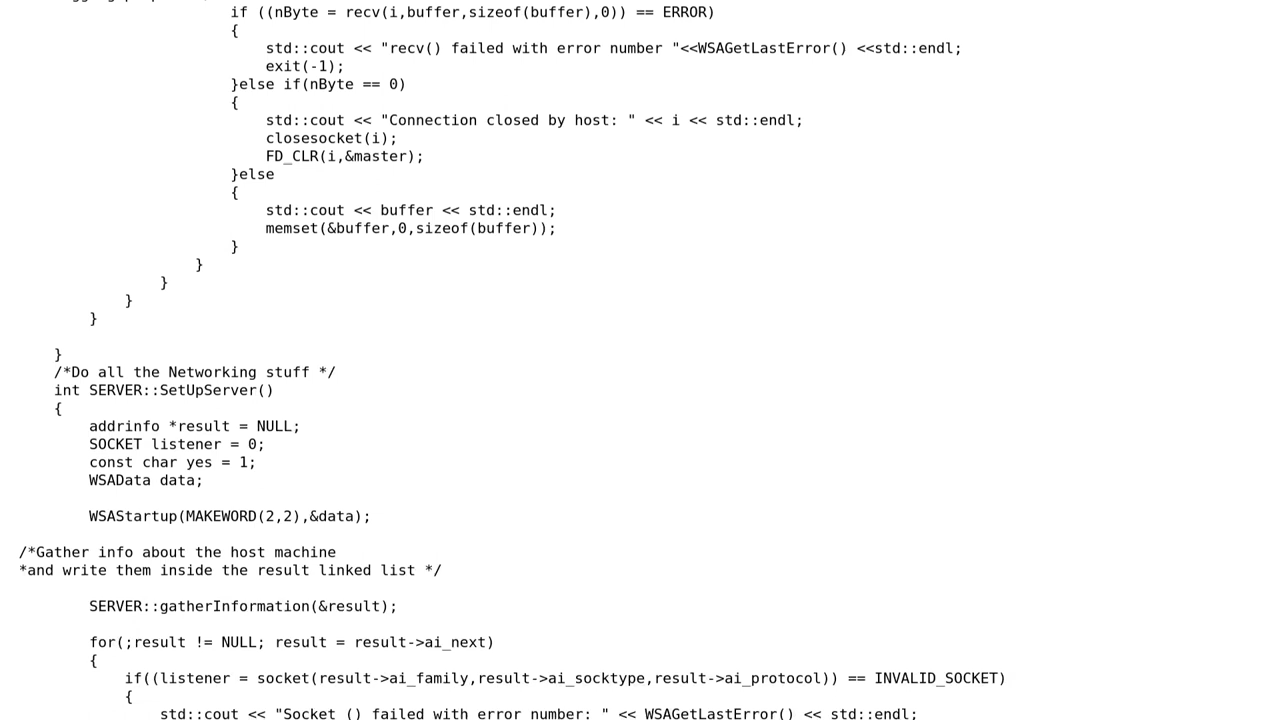 if ((nByte = recv(i,buffer,sizeof(buffer),0)) == ERROR)
{
std::cout << "recv() failed with error number "<<WSAGetLastError() <<std::endl;
exit(-1);
}else if(nByte == 0)
{
std::cout << "Connection closed by host: " << i << std::endl;
closesocket(i);
FD_CLR(i,&master);
}else
{
std::cout << buffer << std::endl;
memset(&buffer,0,sizeof(buffer));
}
}
}
}
}
}
/*Do all the Networking stuff */
int SERVER::SetUpServer()
{
addrinfo *result = NULL;
SOCKET listener = 0;
const char yes = 1;
WSAData data;
WSAStartup(MAKEWORD(2,2),&data);
/*Gather info about the host machine
*and write them inside the result linked list */
SERVER::gatherInformation(&result);
for(;result != NULL; result = result->ai_next)
{
if((listener = socket(result->ai_family,result->ai_socktype,result->ai_protocol)) == INVALID_SOCKET)
{
std::cout << "Socket () failed with error number: " << WSAGetLastError() << std::endl;